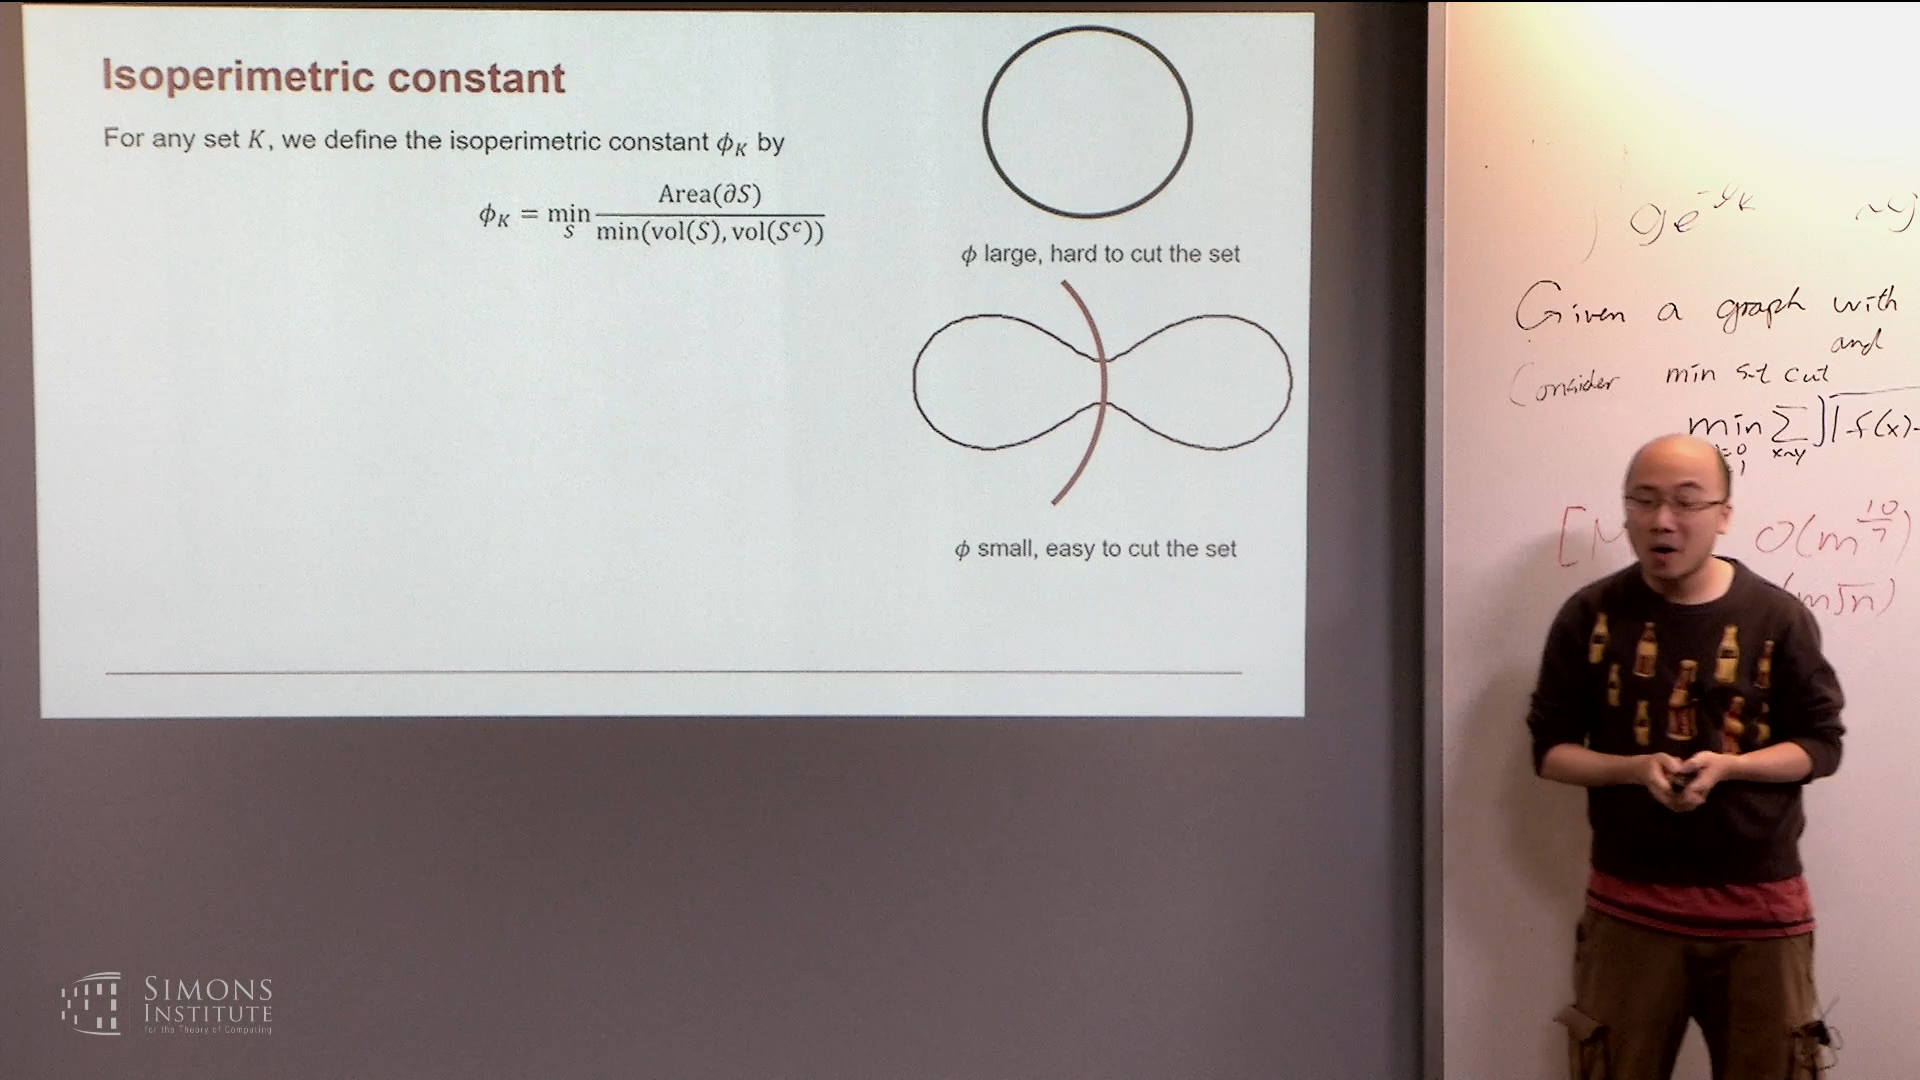 Isoperimetric constant
For any set K, we define the isoperimetric constant ϕ_K by
ϕ_K = min_S Area(∂S) / min(vol(S), vol(S^c))
ϕ large, hard to cut the set
ϕ small, easy to cut the set
Given a graph with
and
Consider min s-t cut
min Σ_{x~y} |f(x)-
O(m^{10/7})
m√n)
SIMONS
INSTITUTE
for the Theory of Computing